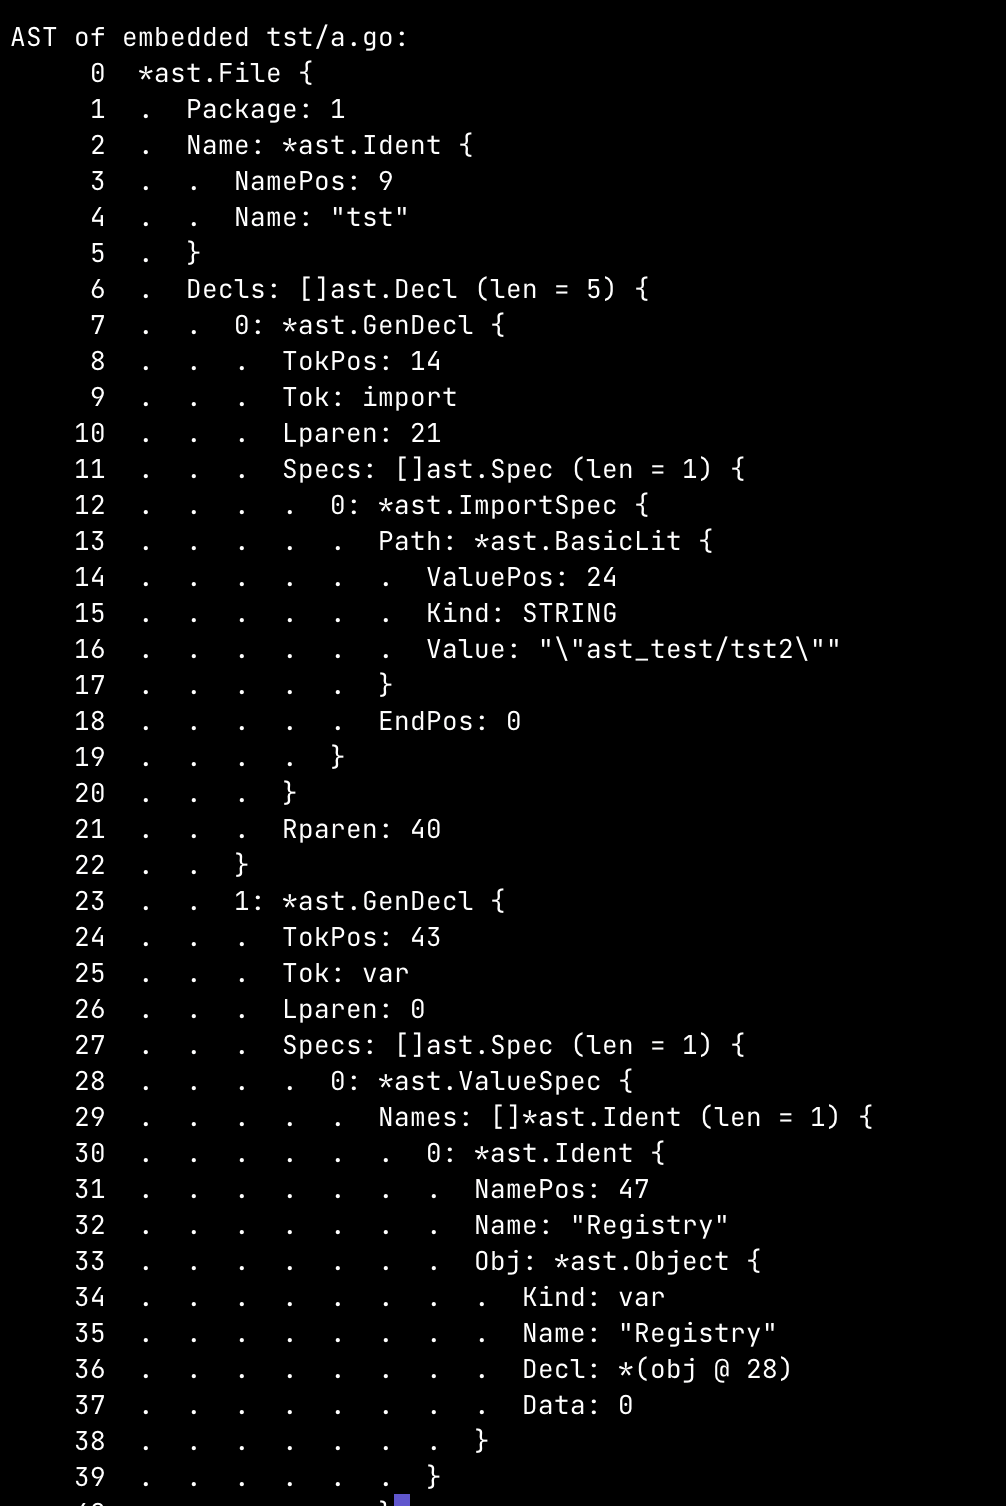 AST of embedded tst/a.go:
     0  *ast.File {
     1  .  Package: 1
     2  .  Name: *ast.Ident {
     3  .  .  NamePos: 9
     4  .  .  Name: "tst"
     5  .  }
     6  .  Decls: []ast.Decl (len = 5) {
     7  .  .  0: *ast.GenDecl {
     8  .  .  .  TokPos: 14
     9  .  .  .  Tok: import
    10  .  .  .  Lparen: 21
    11  .  .  .  Specs: []ast.Spec (len = 1) {
    12  .  .  .  .  0: *ast.ImportSpec {
    13  .  .  .  .  .  Path: *ast.BasicLit {
    14  .  .  .  .  .  .  ValuePos: 24
    15  .  .  .  .  .  .  Kind: STRING
    16  .  .  .  .  .  .  Value: "\"ast_test/tst2\""
    17  .  .  .  .  .  }
    18  .  .  .  .  .  EndPos: 0
    19  .  .  .  .  }
    20  .  .  .  }
    21  .  .  .  Rparen: 40
    22  .  .  }
    23  .  .  1: *ast.GenDecl {
    24  .  .  .  TokPos: 43
    25  .  .  .  Tok: var
    26  .  .  .  Lparen: 0
    27  .  .  .  Specs: []ast.Spec (len = 1) {
    28  .  .  .  .  0: *ast.ValueSpec {
    29  .  .  .  .  .  Names: []*ast.Ident (len = 1) {
    30  .  .  .  .  .  .  0: *ast.Ident {
    31  .  .  .  .  .  .  .  NamePos: 47
    32  .  .  .  .  .  .  .  Name: "Registry"
    33  .  .  .  .  .  .  .  Obj: *ast.Object {
    34  .  .  .  .  .  .  .  .  Kind: var
    35  .  .  .  .  .  .  .  .  Name: "Registry"
    36  .  .  .  .  .  .  .  .  Decl: *(obj @ 28)
    37  .  .  .  .  .  .  .  .  Data: 0
    38  .  .  .  .  .  .  .  }
    39  .  .  .  .  .  .  }